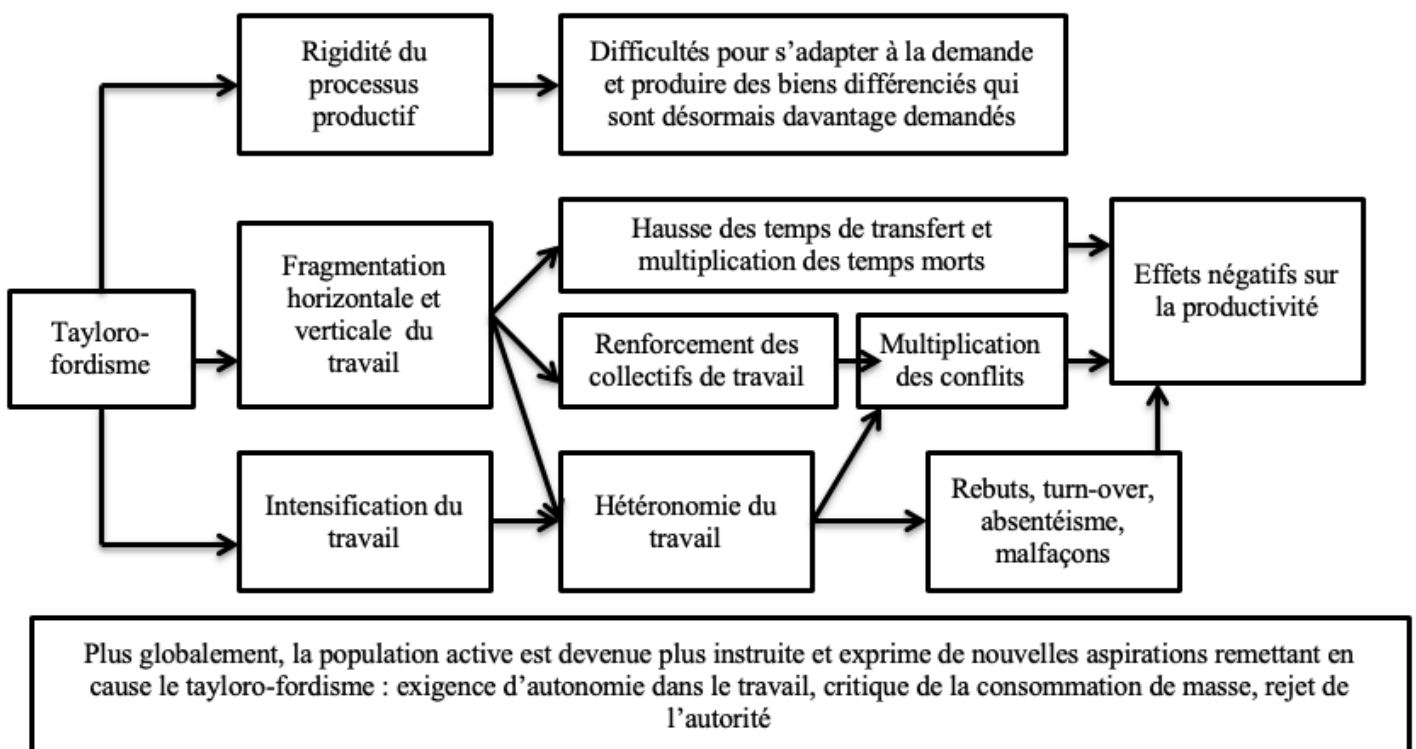 Rigidité du
processus
productif
Difficultés pour s’adapter à la demande
et produire des biens différenciés qui
sont désormais davantage demandés
Tayloro-
fordisme
Fragmentation
horizontale et
verticale du
travail
Hausse des temps de transfert et
multiplication des temps morts
Effets négatifs sur
la productivité
Renforcement des
collectifs de travail
Multiplication
des conflits
Intensification du
travail
Hétéronomie du
travail
Rebuts, turn-over,
absentéisme,
malfaçons
Plus globalement, la population active est devenue plus instruite et exprime de nouvelles aspirations remettant en
cause le tayloro-fordisme : exigence d’autonomie dans le travail, critique de la consommation de masse, rejet de
l’autorité